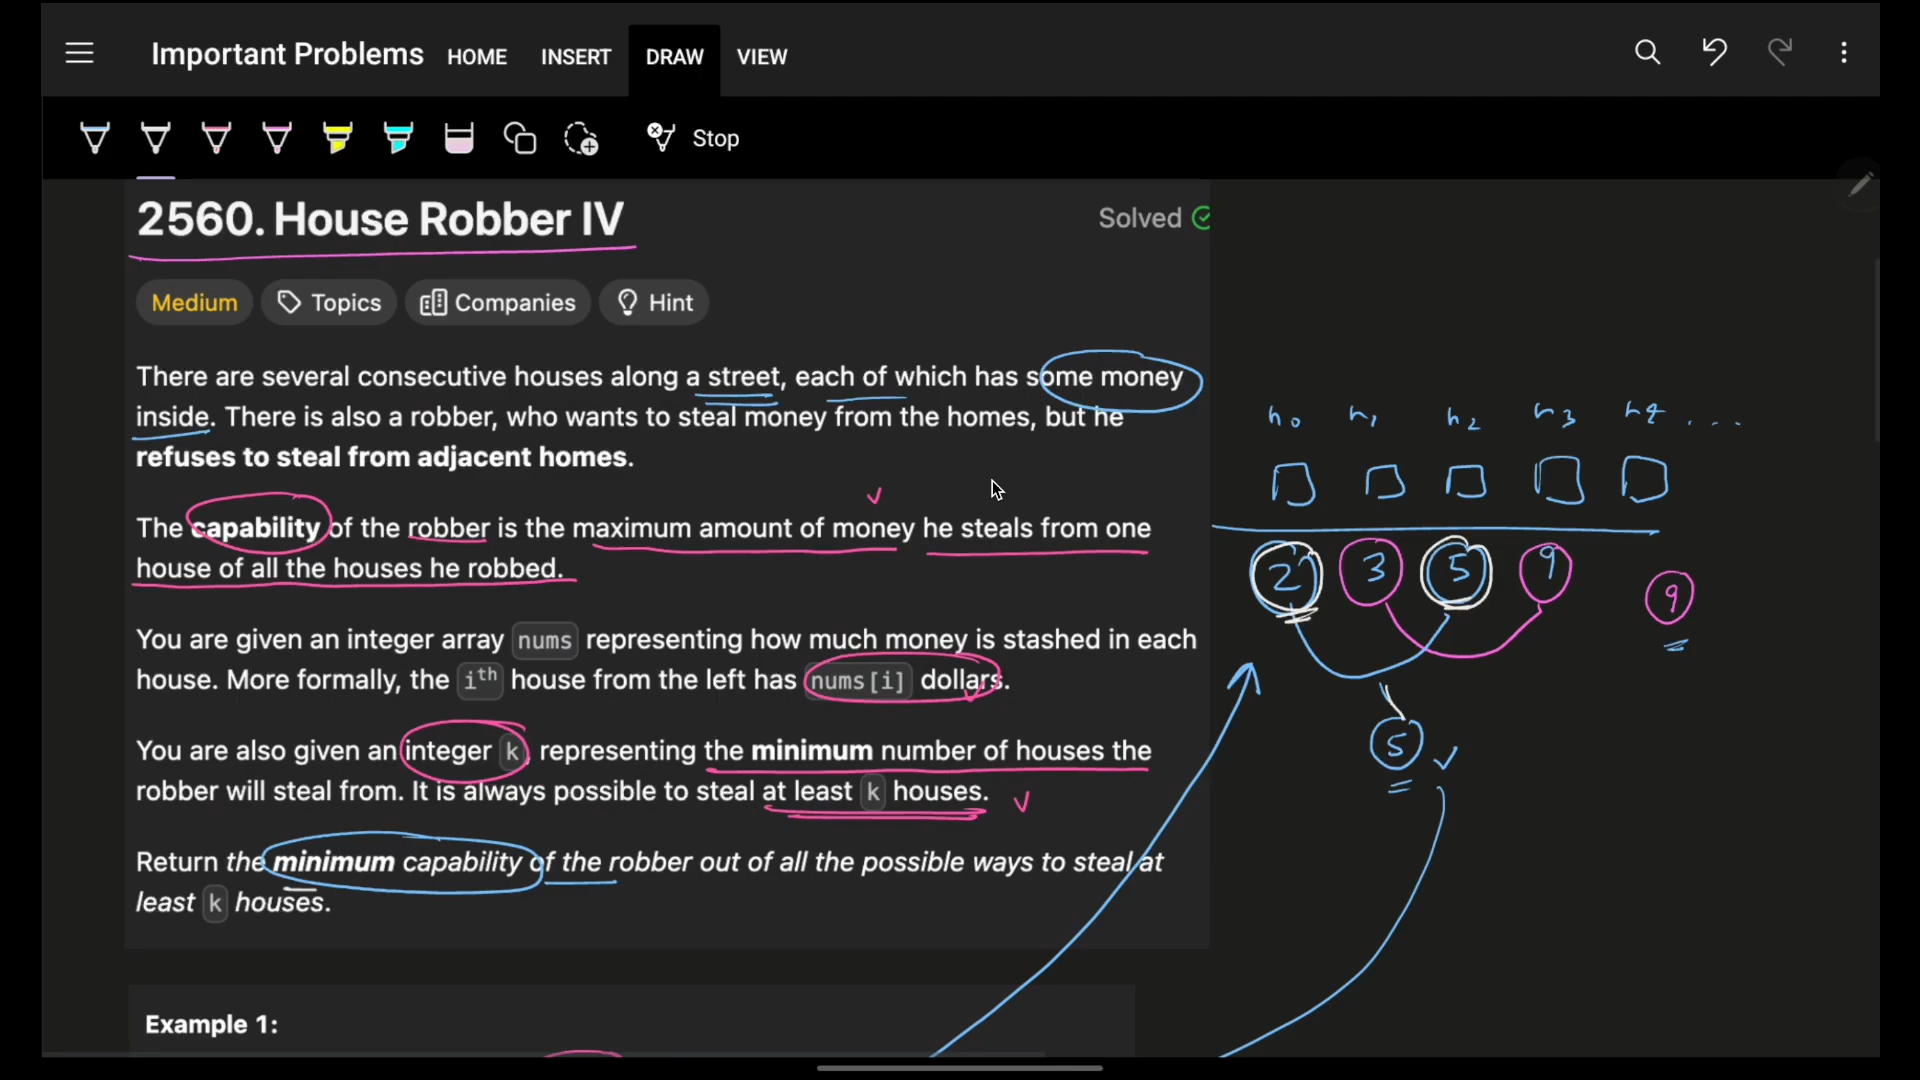 Important Problems HOME INSERT DRAW VIEW
Stop
2560. House Robber IV
Solved
Medium Topics Companies Hint
There are several consecutive houses along a street, each of which has some money
inside. There is also a robber, who wants to steal money from the homes, but he
refuses to steal from adjacent homes.
The capability of the robber is the maximum amount of money he steals from one
house of all the houses he robbed.
You are given an integer array nums representing how much money is stashed in each
house. More formally, the ith house from the left has nums[i] dollars.
You are also given an integer k, representing the minimum number of houses the
robber will steal from. It is always possible to steal at least k houses.
Return the minimum capability of the robber out of all the possible ways to steal at
least k houses.
Example 1:
h0 h1 h2 h3 h4 ....
2 3 5 9
9
5